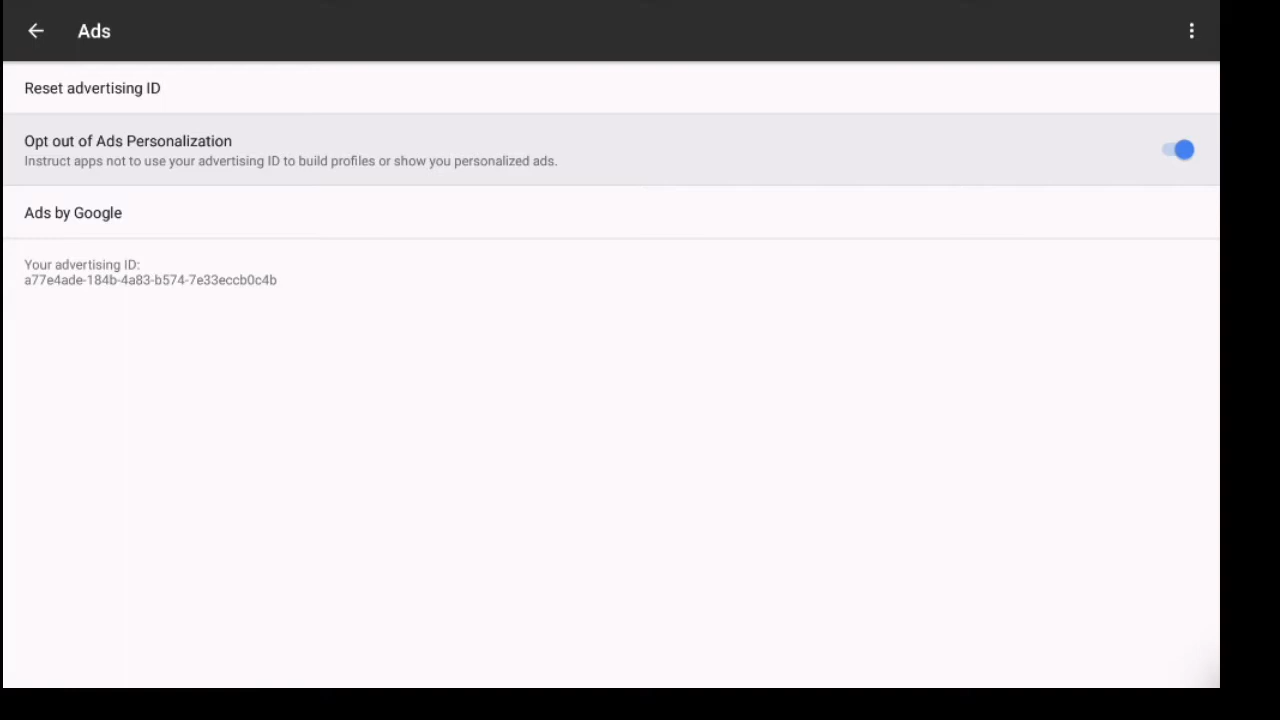 Ads
Reset advertising ID
Opt out of Ads Personalization
Instruct apps not to use your advertising ID to build profiles or show you personalized ads.
Ads by Google
Your advertising ID:
a77e4ade-184b-4a83-b574-7e33eccb0c4b